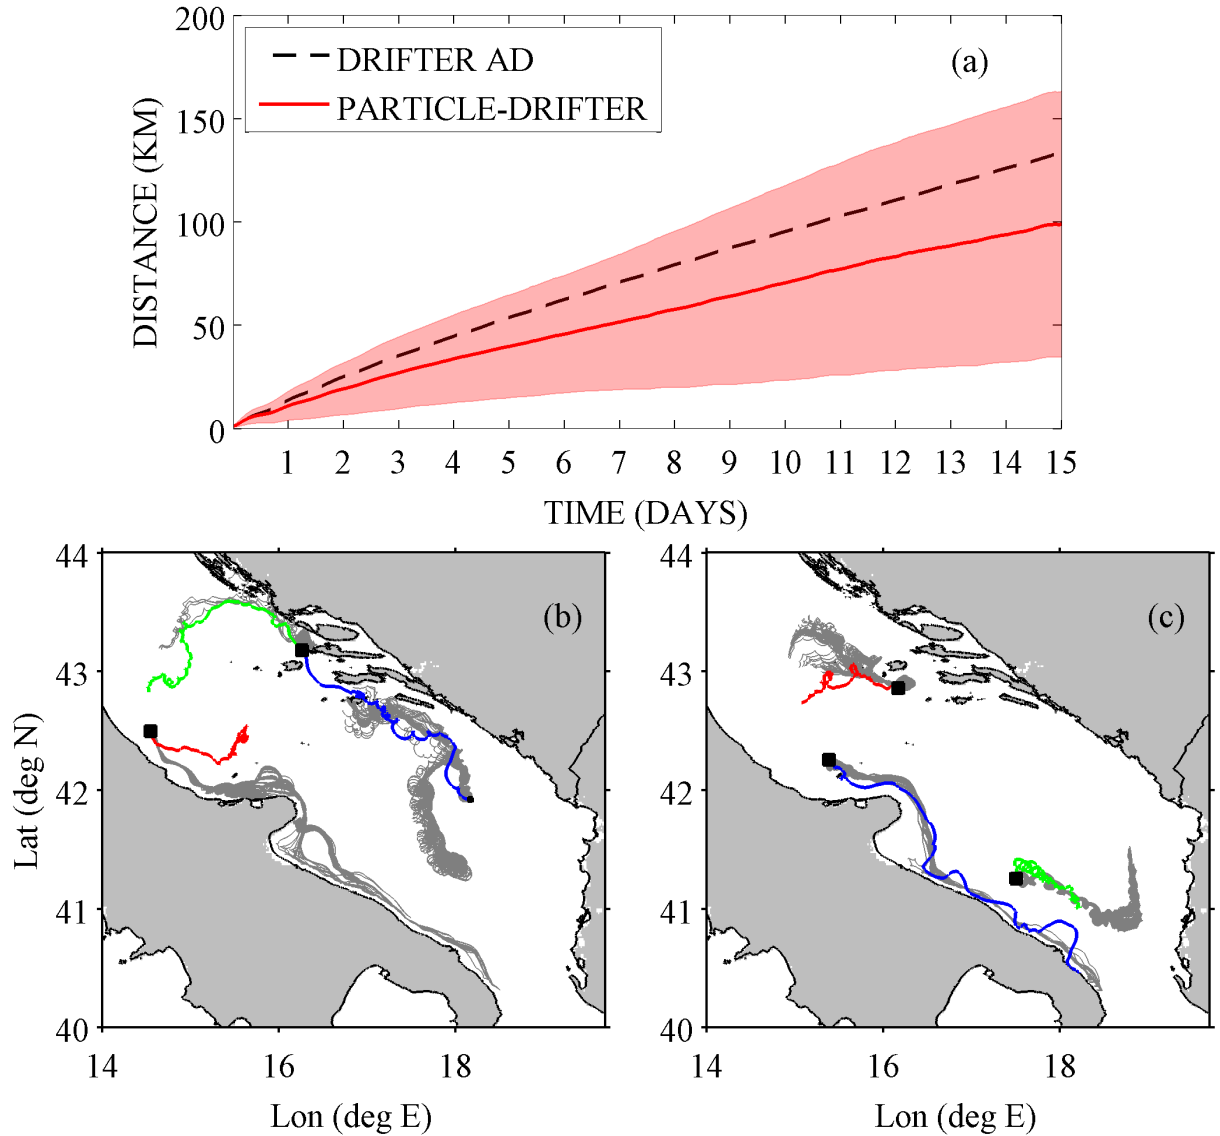 200
150
100
50
0
DISTANCE (KM)
DRIFTER AD
PARTICLE-DRIFTER
(a)
1 2 3 4 5 6 7 8 9 10 11 12 13 14 15
TIME (DAYS)
44
43
42
41
40
Lat (deg N)
(b)
14 16 18
Lon (deg E)
44
43
42
41
40
(c)
14 16 18
Lon (deg E)